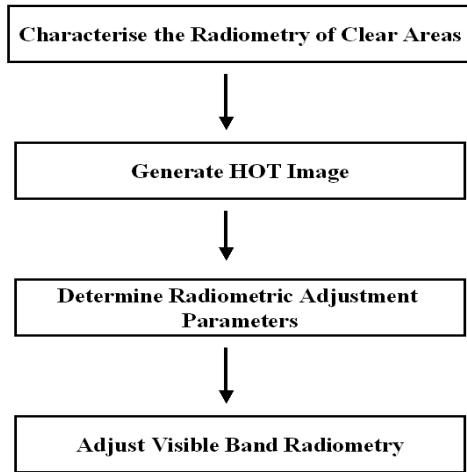 Characterise the Radiometry of Clear Areas
Generate HOT Image
Determine Radiometric Adjustment
Parameters
Adjust Visible Band Radiometry